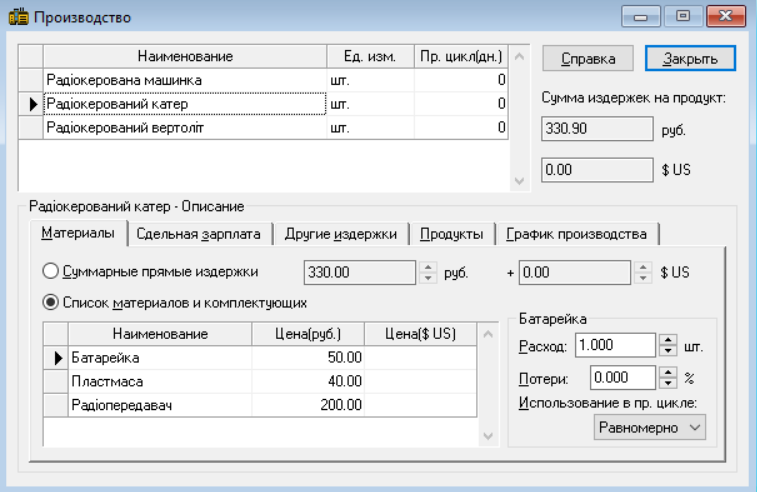 Производство
Наименование Ед. изм. Пр. цикл(дн.)
Радіокерована машинка шт. 0
Радіокерований катер шт. 0
Радіокерований вертоліт шт. 0
Справка Закрыть
Сумма издержек на продукт:
330.90 руб.
0.00 $ US
Радіокерований катер - Описание
Материалы Сдельная зарплата Другие издержки Продукты График производства
Суммарные прямые издержки 330.00 руб. + 0.00 $ US
Список материалов и комплектующих
Наименование Цена(руб.) Цена($ US)
Батарейка 50.00
Пластмаса 40.00
Радіопередавач 200.00
Батарейка
Расход: 1.000 шт.
Потери: 0.000 %
Использование в пр. цикле:
Равномерно